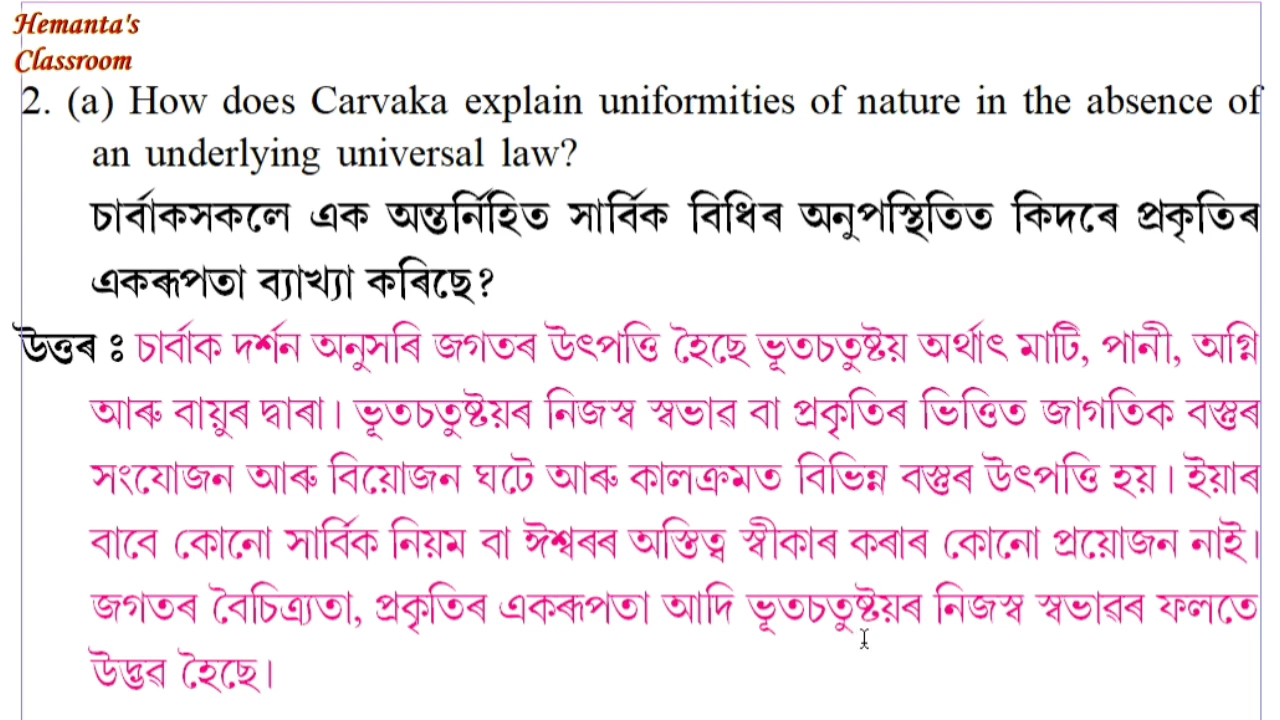 Hemanta's
Classroom
2. (a) How does Carvaka explain uniformities of nature in the absence of
an underlying universal law?
চাৰ্বাকসকলে এক অন্তৰ্নিহিত সাৰ্বিক বিধিৰ অনুপস্থিতিত কিদৰে প্ৰকৃতিৰ
একৰূপতা ব্যাখ্যা কৰিছে?
উত্তৰ ঃ চাৰ্বাক দৰ্শন অনুসৰি জগতৰ উৎপত্তি হৈছে ভূতচতুষ্টয় অৰ্থাৎ মাটি, পানী, অগ্নি
আৰু বায়ুৰ দ্বাৰা। ভূতচতুষ্টয়ৰ নিজস্ব স্বভাৱ বা প্ৰকৃতিৰ ভিত্তিত জাগতিক বস্তুৰ
সংযোজন আৰু বিয়োজন ঘটে আৰু কালক্ৰমত বিভিন্ন বস্তুৰ উৎপত্তি হয়। ইয়াৰ
বাবে কোনো সাৰ্বিক নিয়ম বা ঈশ্বৰৰ অস্তিত্ব স্বীকাৰ কৰাৰ কোনো প্ৰয়োজন নাই।
জগতৰ বৈচিত্ৰ্যতা, প্ৰকৃতিৰ একৰূপতা আদি ভূতচতুষ্টয়ৰ নিজস্ব স্বভাৱৰ ফলতে
উদ্ভৱ হৈছে।